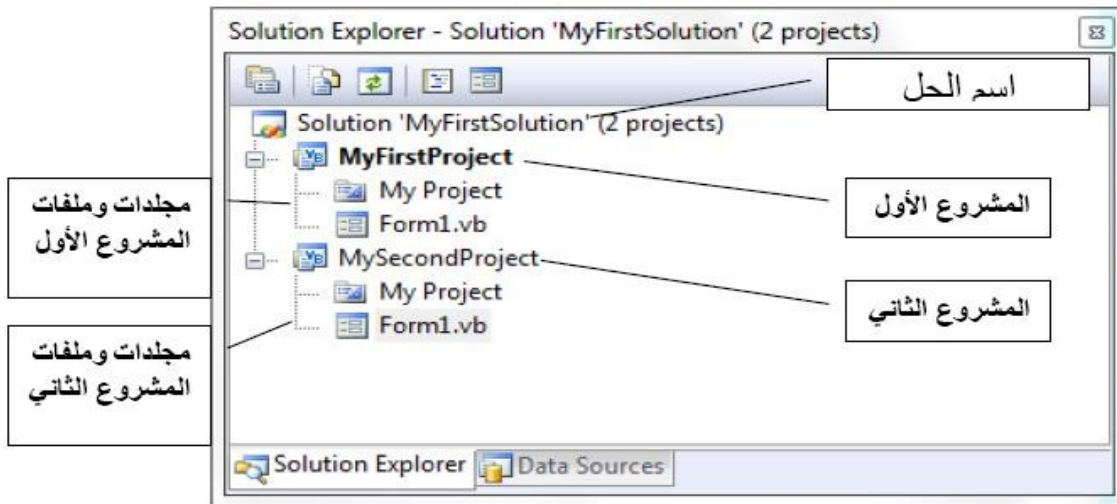 Solution Explorer - Solution 'MyFirstSolution' (2 projects)
اسم الحل
Solution 'MyFirstSolution' (2 projects)
MyFirstProject
My Project
Form1.vb
MySecondProject
My Project
Form1.vb
المشروع الأول
المشروع الثاني
مجلدات وملفات
المشروع الأول
مجلدات وملفات
المشروع الثاني
Solution Explorer
Data Sources